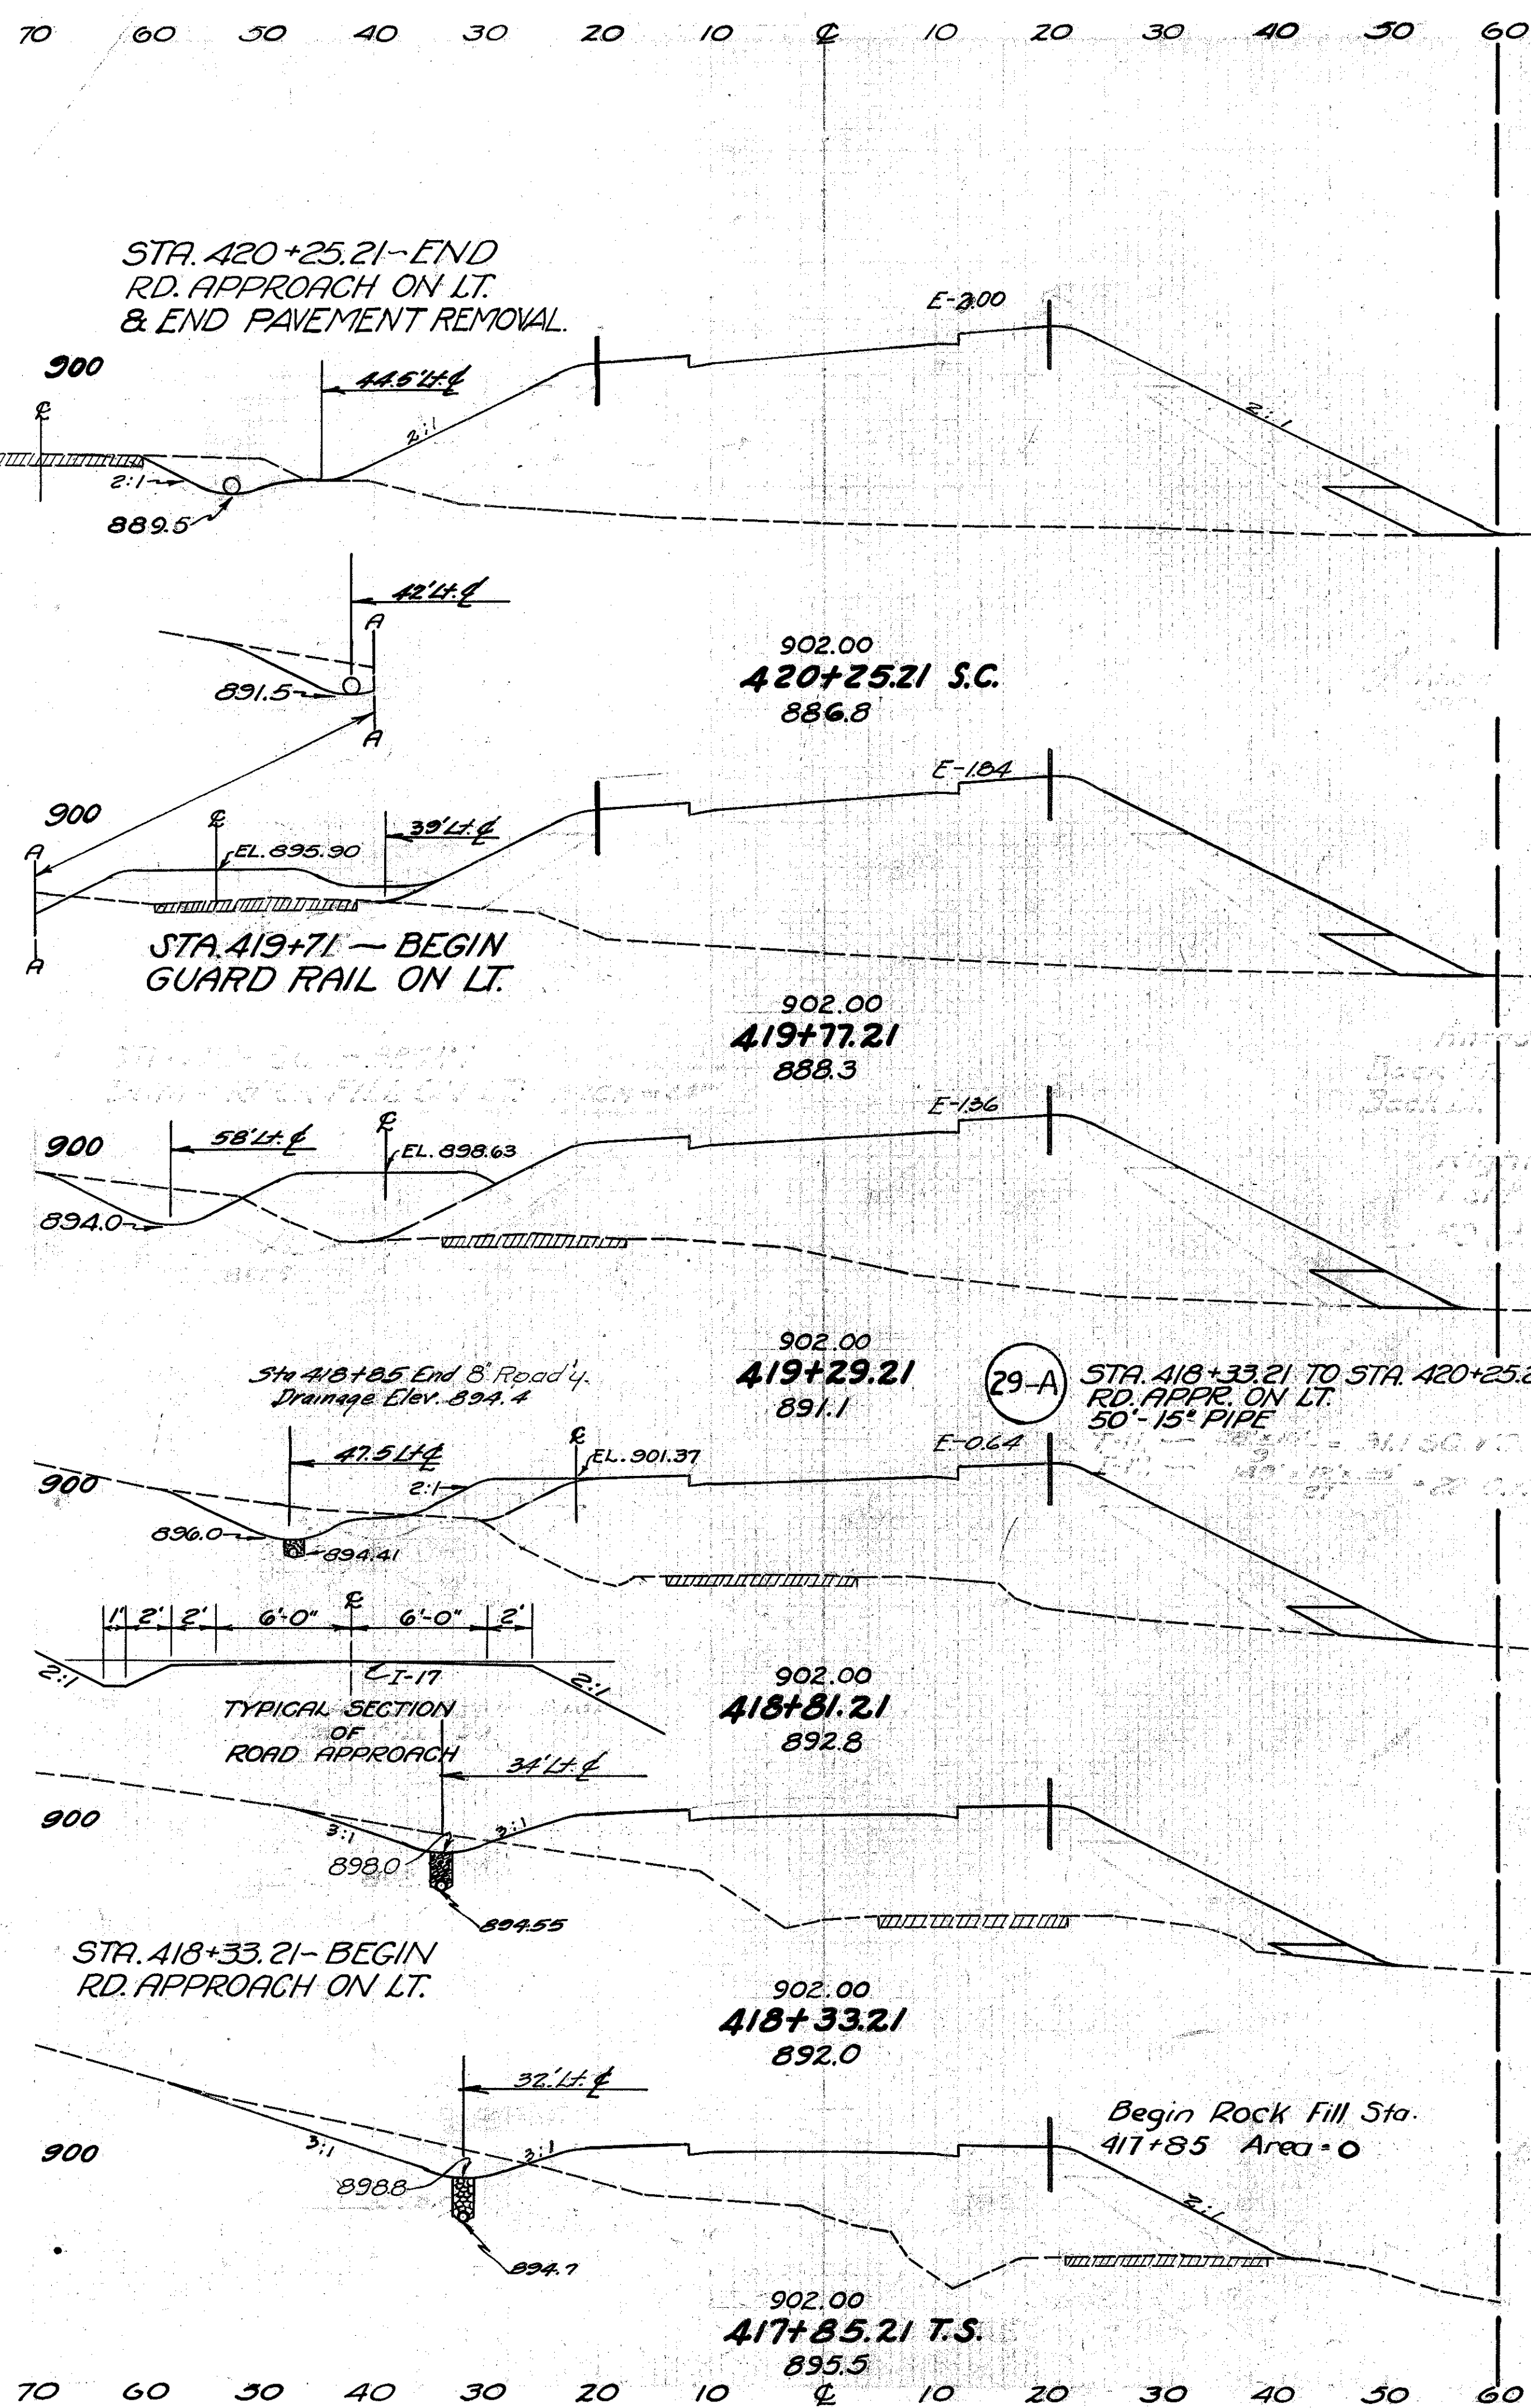 70 60 50 40 30 20 10 ℄ 10 20 30 40 50 60
STA. 420+25.21~END
RD. APPROACH ON LT.
& END PAVEMENT REMOVAL.
E-2.00
900
44.5' Lt. ℄
℄
2:1
2:1
2:1
889.5
42' Lt. ℄
A
891.5
A
902.00
420+25.21 S.C.
886.8
E-1.84
900
℄
39' Lt. ℄
EL. 895.90
A
A
STA. 419+71 — BEGIN
GUARD RAIL ON LT.
902.00
419+77.21
888.3
E-1.36
900
58' Lt. ℄
℄
EL. 898.63
894.0
902.00
419+29.21
891.1
Sta 418+85 End 8' Road'y.
Drainage Elev. 894.4
29-A
STA. 418+33.21 TO STA. 420+25.2
RD. APPR. ON LT.
50'-15" PIPE
E-0.64
900
47.5 Lt ℄
℄
EL. 901.37
2:1
896.0
894.41
1' 2' 2' 6'-0" ℄ 6'-0" 2'
2:1
I-17
2:1
TYPICAL SECTION
OF
ROAD APPROACH
902.00
418+81.21
892.8
34' Lt. ℄
900
3:1
3:1
898.0
894.55
STA. 418+33.21~BEGIN
RD. APPROACH ON LT.
902.00
418+33.21
892.0
32' Lt. ℄
900
3:1
3:1
898.8
894.7
Begin Rock Fill Sta.
417+85 Area = 0
2:1
902.00
417+85.21 T.S.
895.5
70 60 50 40 30 20 10 ℄ 10 20 30 40 50 60